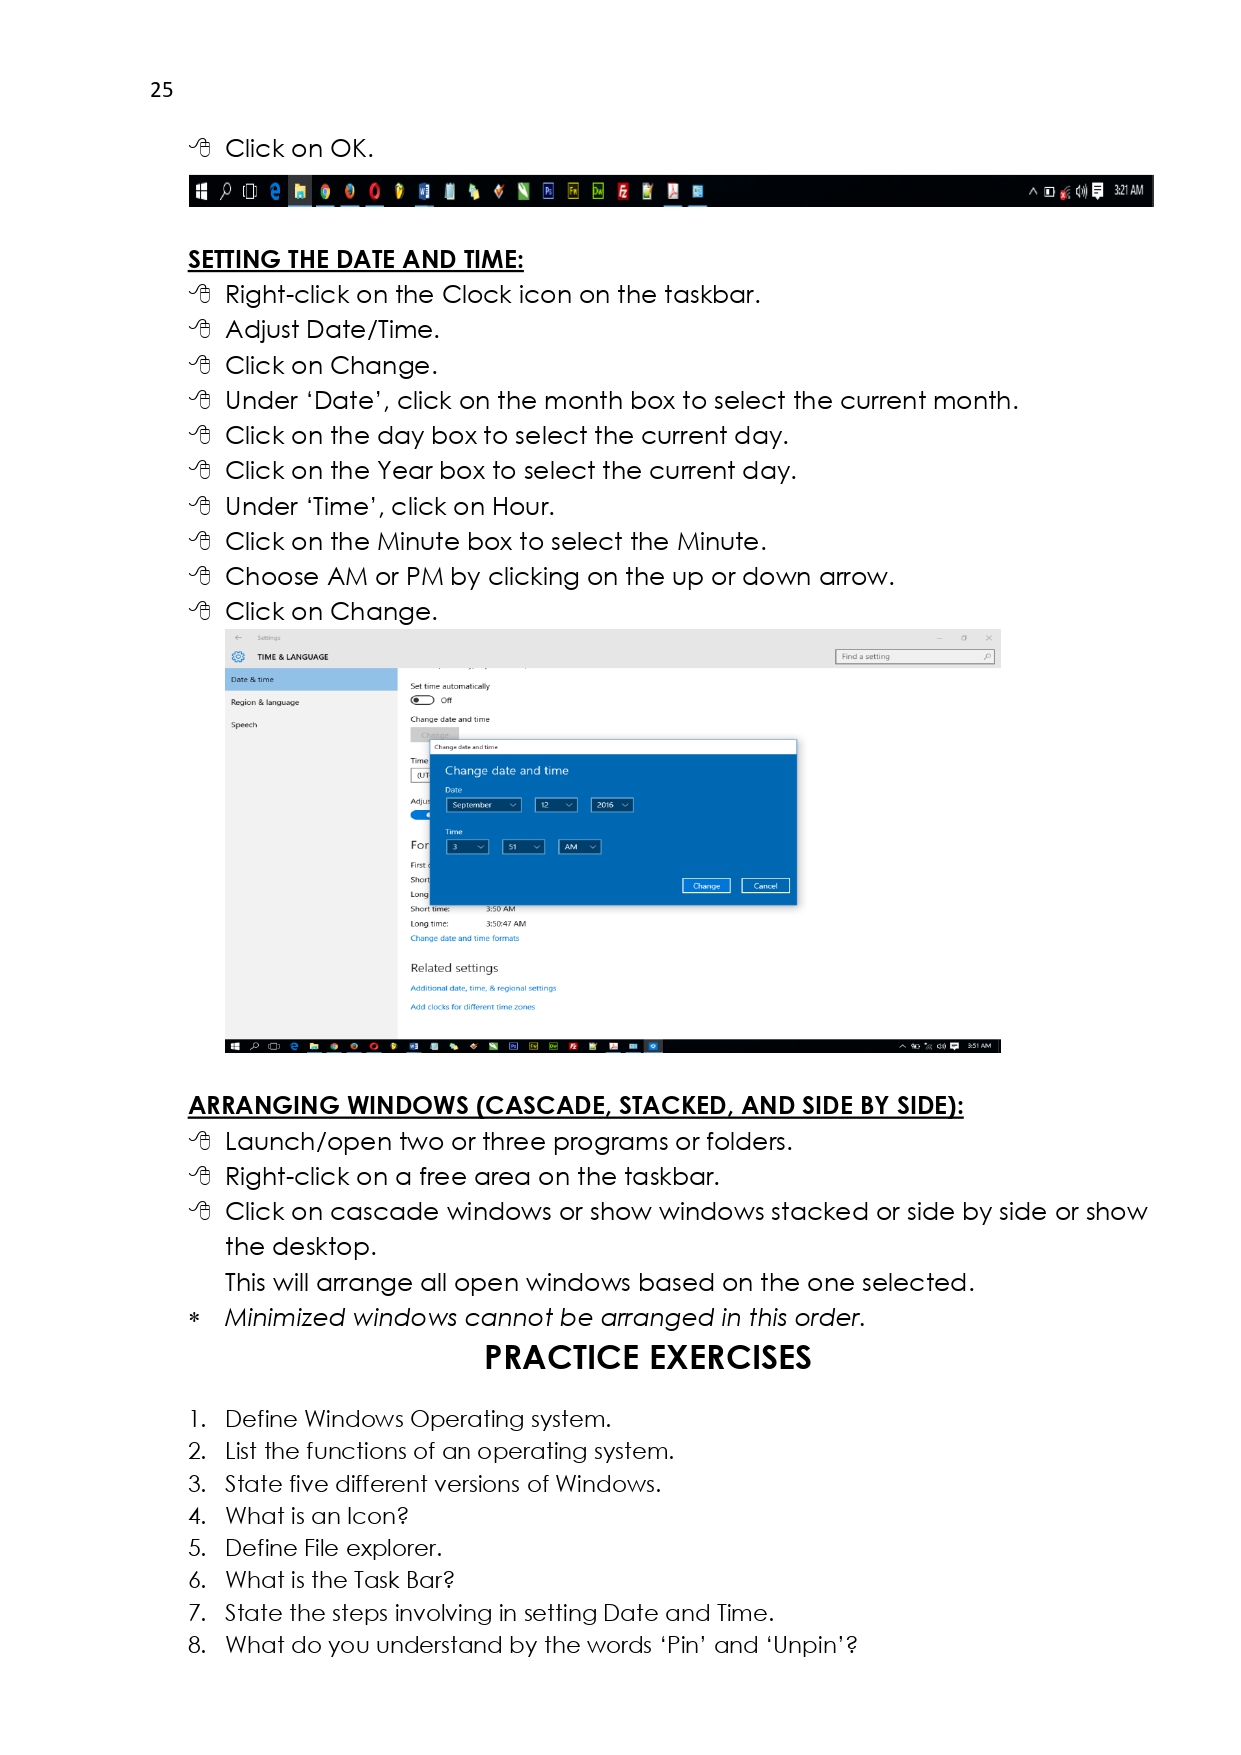 25
Click on OK.
3:21 AM
SETTING THE DATE AND TIME:
Right-click on the Clock icon on the taskbar.
Adjust Date/Time.
Click on Change.
Under ‘Date’, click on the month box to select the current month.
Click on the day box to select the current day.
Click on the Year box to select the current day.
Under ‘Time’, click on Hour.
Click on the Minute box to select the Minute.
Choose AM or PM by clicking on the up or down arrow.
Click on Change.
Settings
TIME & LANGUAGE
Find a setting
Date & time
Region & language
Speech
Set time automatically
Off
Change date and time
Change
Change date and time
Time
(UT
Change date and time
Date
September 12 2016
Adjus
Time
3 51 AM
For
First
Short
Change Cancel
Long
Short time: 3:50 AM
Long time: 3:50:47 AM
Change date and time formats
Related settings
Additional date, time, & regional settings
Add clocks for different time zones
3:51 AM
ARRANGING WINDOWS (CASCADE, STACKED, AND SIDE BY SIDE):
Launch/open two or three programs or folders.
Right-click on a free area on the taskbar.
Click on cascade windows or show windows stacked or side by side or show
the desktop.
This will arrange all open windows based on the one selected.
* Minimized windows cannot be arranged in this order.
PRACTICE EXERCISES
1. Define Windows Operating system.
2. List the functions of an operating system.
3. State five different versions of Windows.
4. What is an Icon?
5. Define File explorer.
6. What is the Task Bar?
7. State the steps involving in setting Date and Time.
8. What do you understand by the words ‘Pin’ and ‘Unpin’?